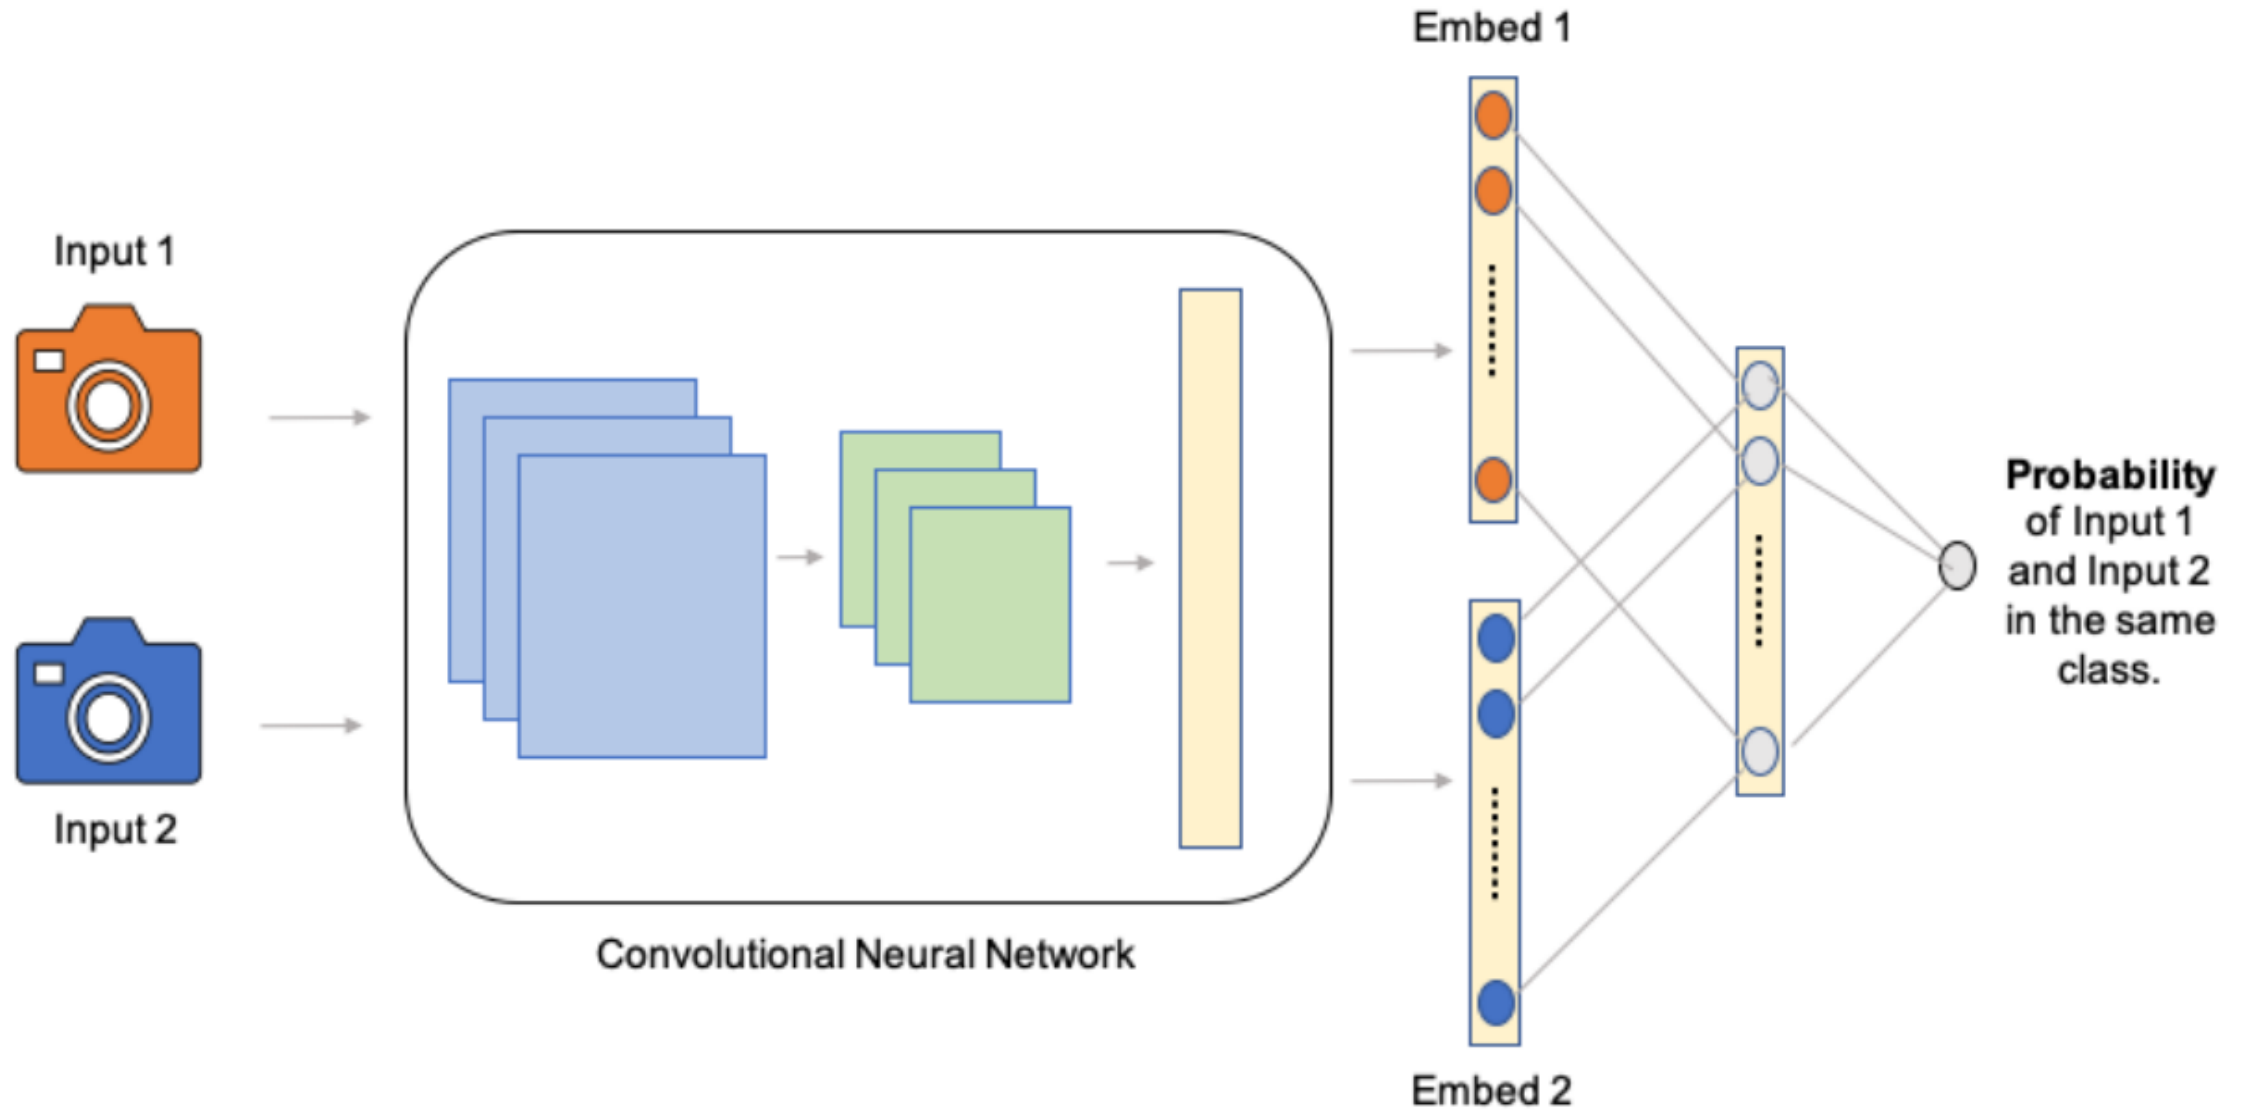 Embed 1
Input 1
Input 2
Convolutional Neural Network
Embed 2
Probability
of Input 1
and Input 2
in the same
class.